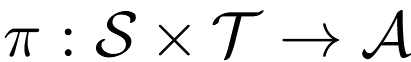 π : 𝒮 × 𝒯 → 𝒜